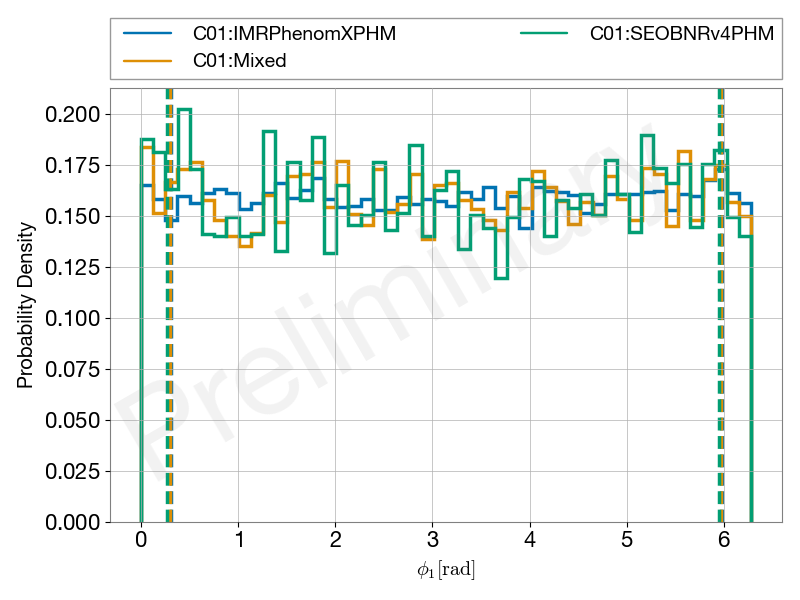 C01:IMRPhenomXPHM
C01:Mixed
C01:SEOBNRv4PHM
Probability Density
0.200
0.175
0.150
0.125
0.100
0.075
0.050
0.025
0.000
Preliminary
0 1 2 3 4 5 6
ϕ₁[rad]